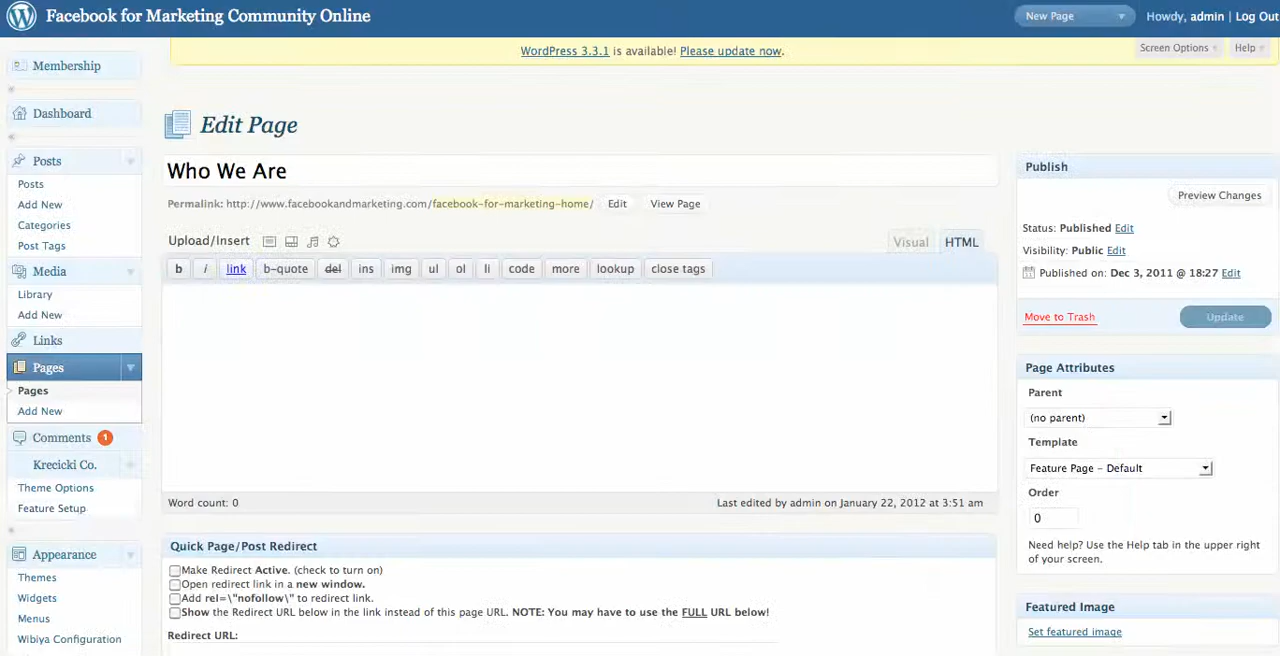 Facebook for Marketing Community Online
New Page
Howdy, admin | Log Out
WordPress 3.3.1 is available! Please update now.
Screen Options
Help
Membership
Dashboard
Posts
Posts
Add New
Categories
Post Tags
Media
Library
Add New
Links
Pages
Pages
Add New
Comments 1
Krecicki Co.
Theme Options
Feature Setup
Appearance
Themes
Widgets
Menus
Wibiya Configuration
Edit Page
Who We Are
Permalink: http://www.facebookandmarketing.com/facebook-for-marketing-home/ Edit View Page
Upload/Insert
Visual
HTML
b i link b-quote del ins img ul ol li code more lookup close tags
Word count: 0
Last edited by admin on January 22, 2012 at 3:51 am
Quick Page/Post Redirect
Make Redirect Active. (check to turn on)
Open redirect link in a new window.
Add rel=\"nofollow\" to redirect link.
Show the Redirect URL below in the link instead of this page URL. NOTE: You may have to use the FULL URL below!
Redirect URL:
Publish
Preview Changes
Status: Published Edit
Visibility: Public Edit
Published on: Dec 3, 2011 @ 18:27 Edit
Move to Trash
Update
Page Attributes
Parent
(no parent)
Template
Feature Page – Default
Order
0
Need help? Use the Help tab in the upper right
of your screen.
Featured Image
Set featured image